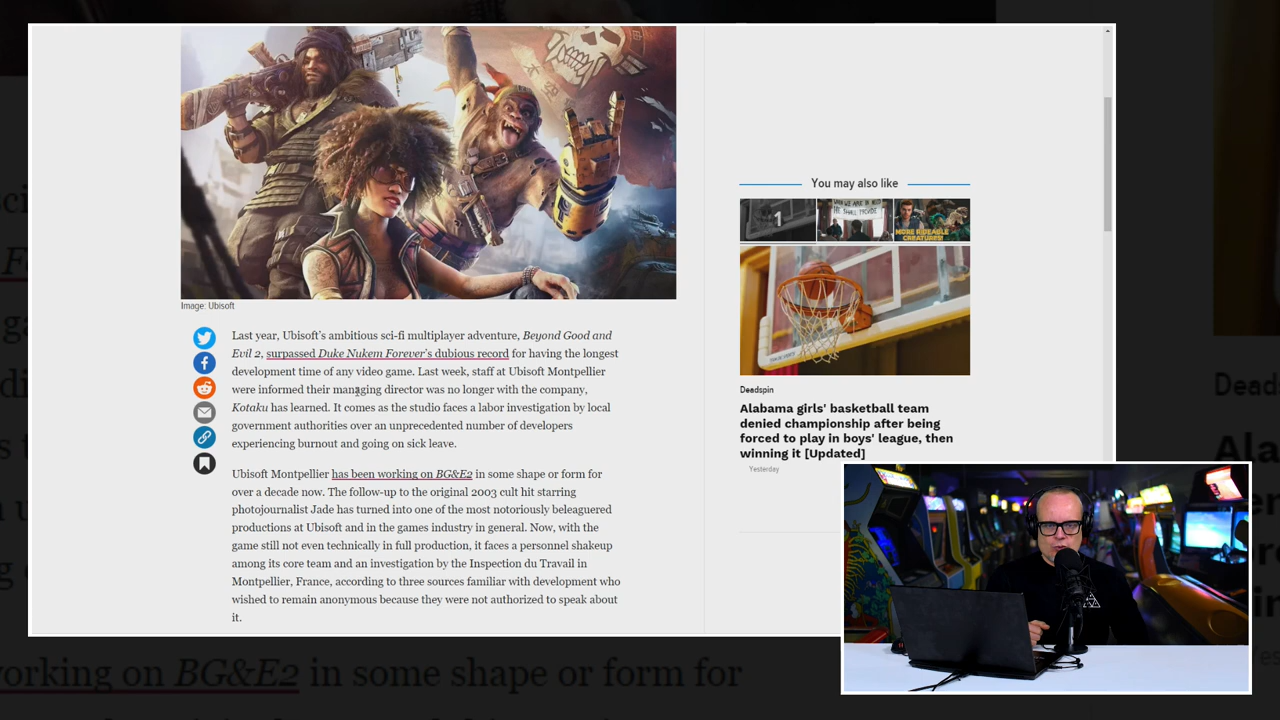 Image: Ubisoft
Last year, Ubisoft's ambitious sci-fi multiplayer adventure, Beyond Good and
Evil 2, surpassed Duke Nukem Forever's dubious record for having the longest
development time of any video game. Last week, staff at Ubisoft Montpellier
were informed their managing director was no longer with the company,
Kotaku has learned. It comes as the studio faces a labor investigation by local
government authorities over an unprecedented number of developers
experiencing burnout and going on sick leave.
Ubisoft Montpellier has been working on BG&E2 in some shape or form for
over a decade now. The follow-up to the original 2003 cult hit starring
photojournalist Jade has turned into one of the most notoriously beleaguered
productions at Ubisoft and in the games industry in general. Now, with the
game still not even technically in full production, it faces a personnel shakeup
among its core team and an investigation by the Inspection du Travail in
Montpellier, France, according to three sources familiar with development who
wished to remain anonymous because they were not authorized to speak about
it.
You may also like
1
MORE RIDEABLE
CREATURES!
Deadspin
Alabama girls' basketball team
denied championship after being
forced to play in boys' league, then
winning it [Updated]
Yesterday
orking on BG&E2 in some shape or form for